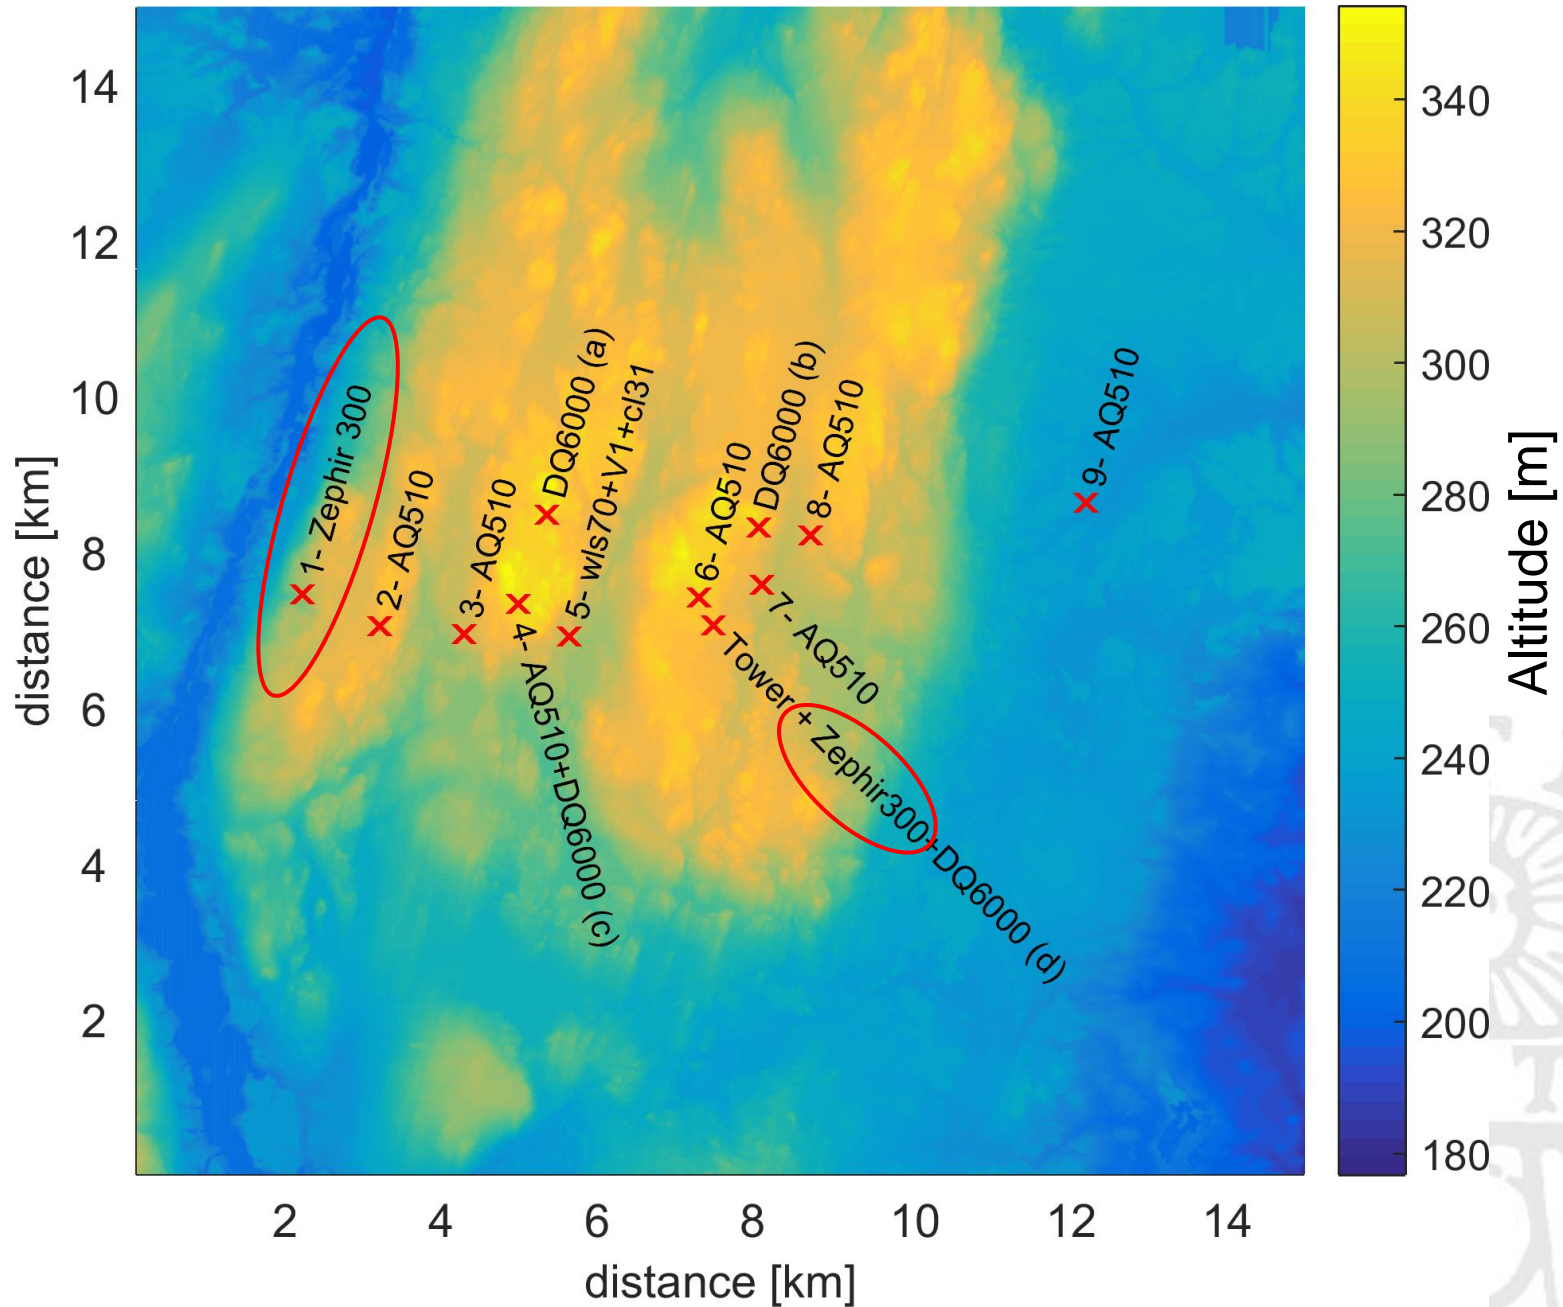 14
12
10
8
6
4
2
distance [km]
1- Zephir 300
2- AQ510
3- AQ510
4- AQ510+DQ6000 (c)
DQ6000 (a)
5- wls70+V1+cl31
6- AQ510
DQ6000 (b)
8- AQ510
7- AQ510
Tower + Zephir300+DQ6000 (d)
9- AQ510
2
4
6
8
10
12
14
distance [km]
340
320
300
280
260
240
220
200
180
Altitude [m]